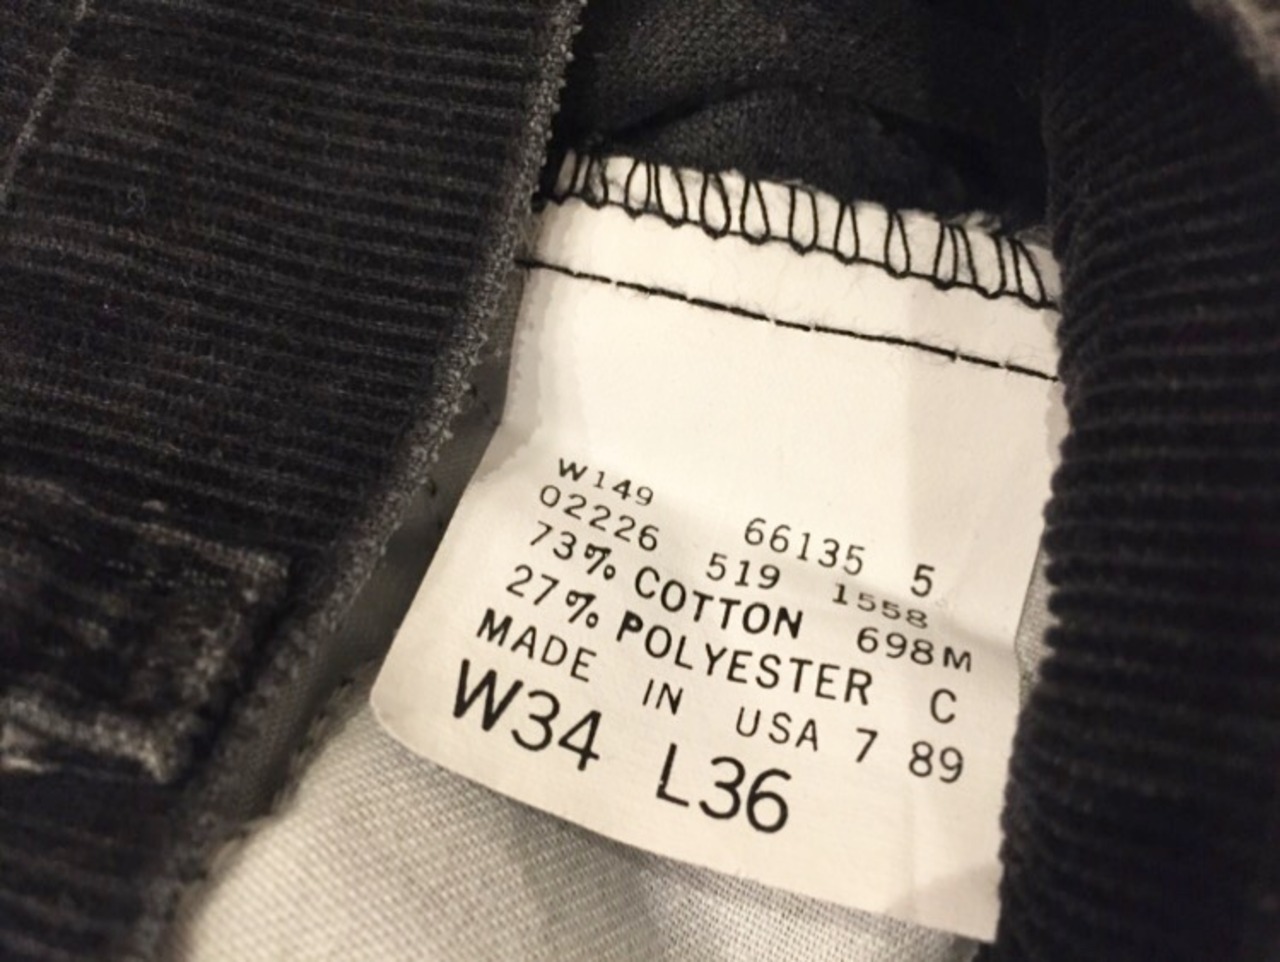 W149
02226 66135 5
73% COTTON 519 1558
27% POLYESTER 698M
MADE IN USA 7 89 C
W34 L36